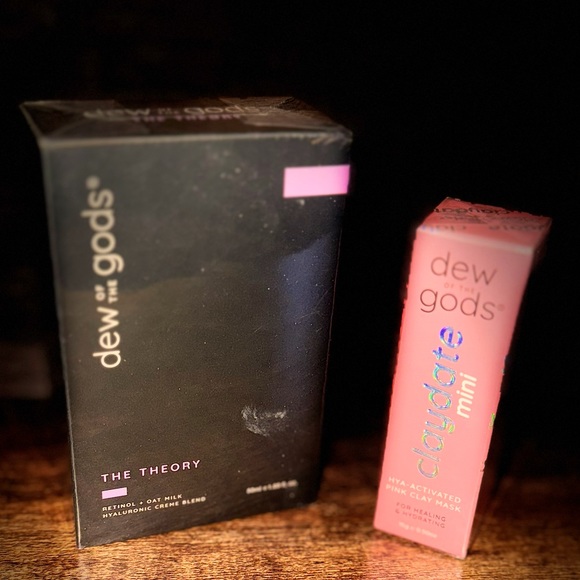 dew OF THE gods®
THE THEORY
RETINOL + OAT MILK
HYALURONIC CREME BLEND
dew
OF THE
gods®
claydate
mini
HYA-ACTIVATED
PINK CLAY MASK
FOR HEALING
& HYDRATING